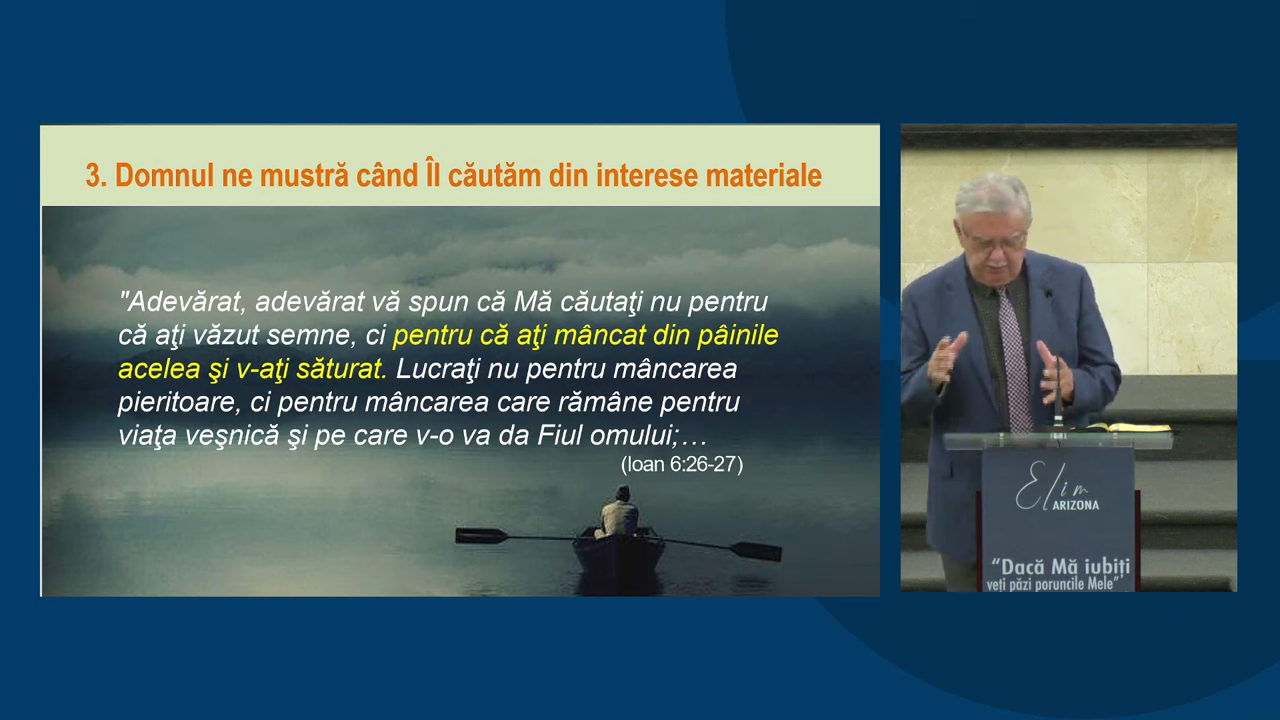 3. Domnul ne mustră când Îl căutăm din interese materiale
"Adevărat, adevărat vă spun că Mă căutaţi nu pentru
că aţi văzut semne, ci pentru că aţi mâncat din pâinile
acelea şi v-aţi săturat. Lucraţi nu pentru mâncarea
pieritoare, ci pentru mâncarea care rămâne pentru
viaţa veşnică şi pe care v-o va da Fiul omului;…
(Ioan 6:26-27)
Elim
ARIZONA
“Dacă Mă iubiți
veți păzi poruncile Mele”